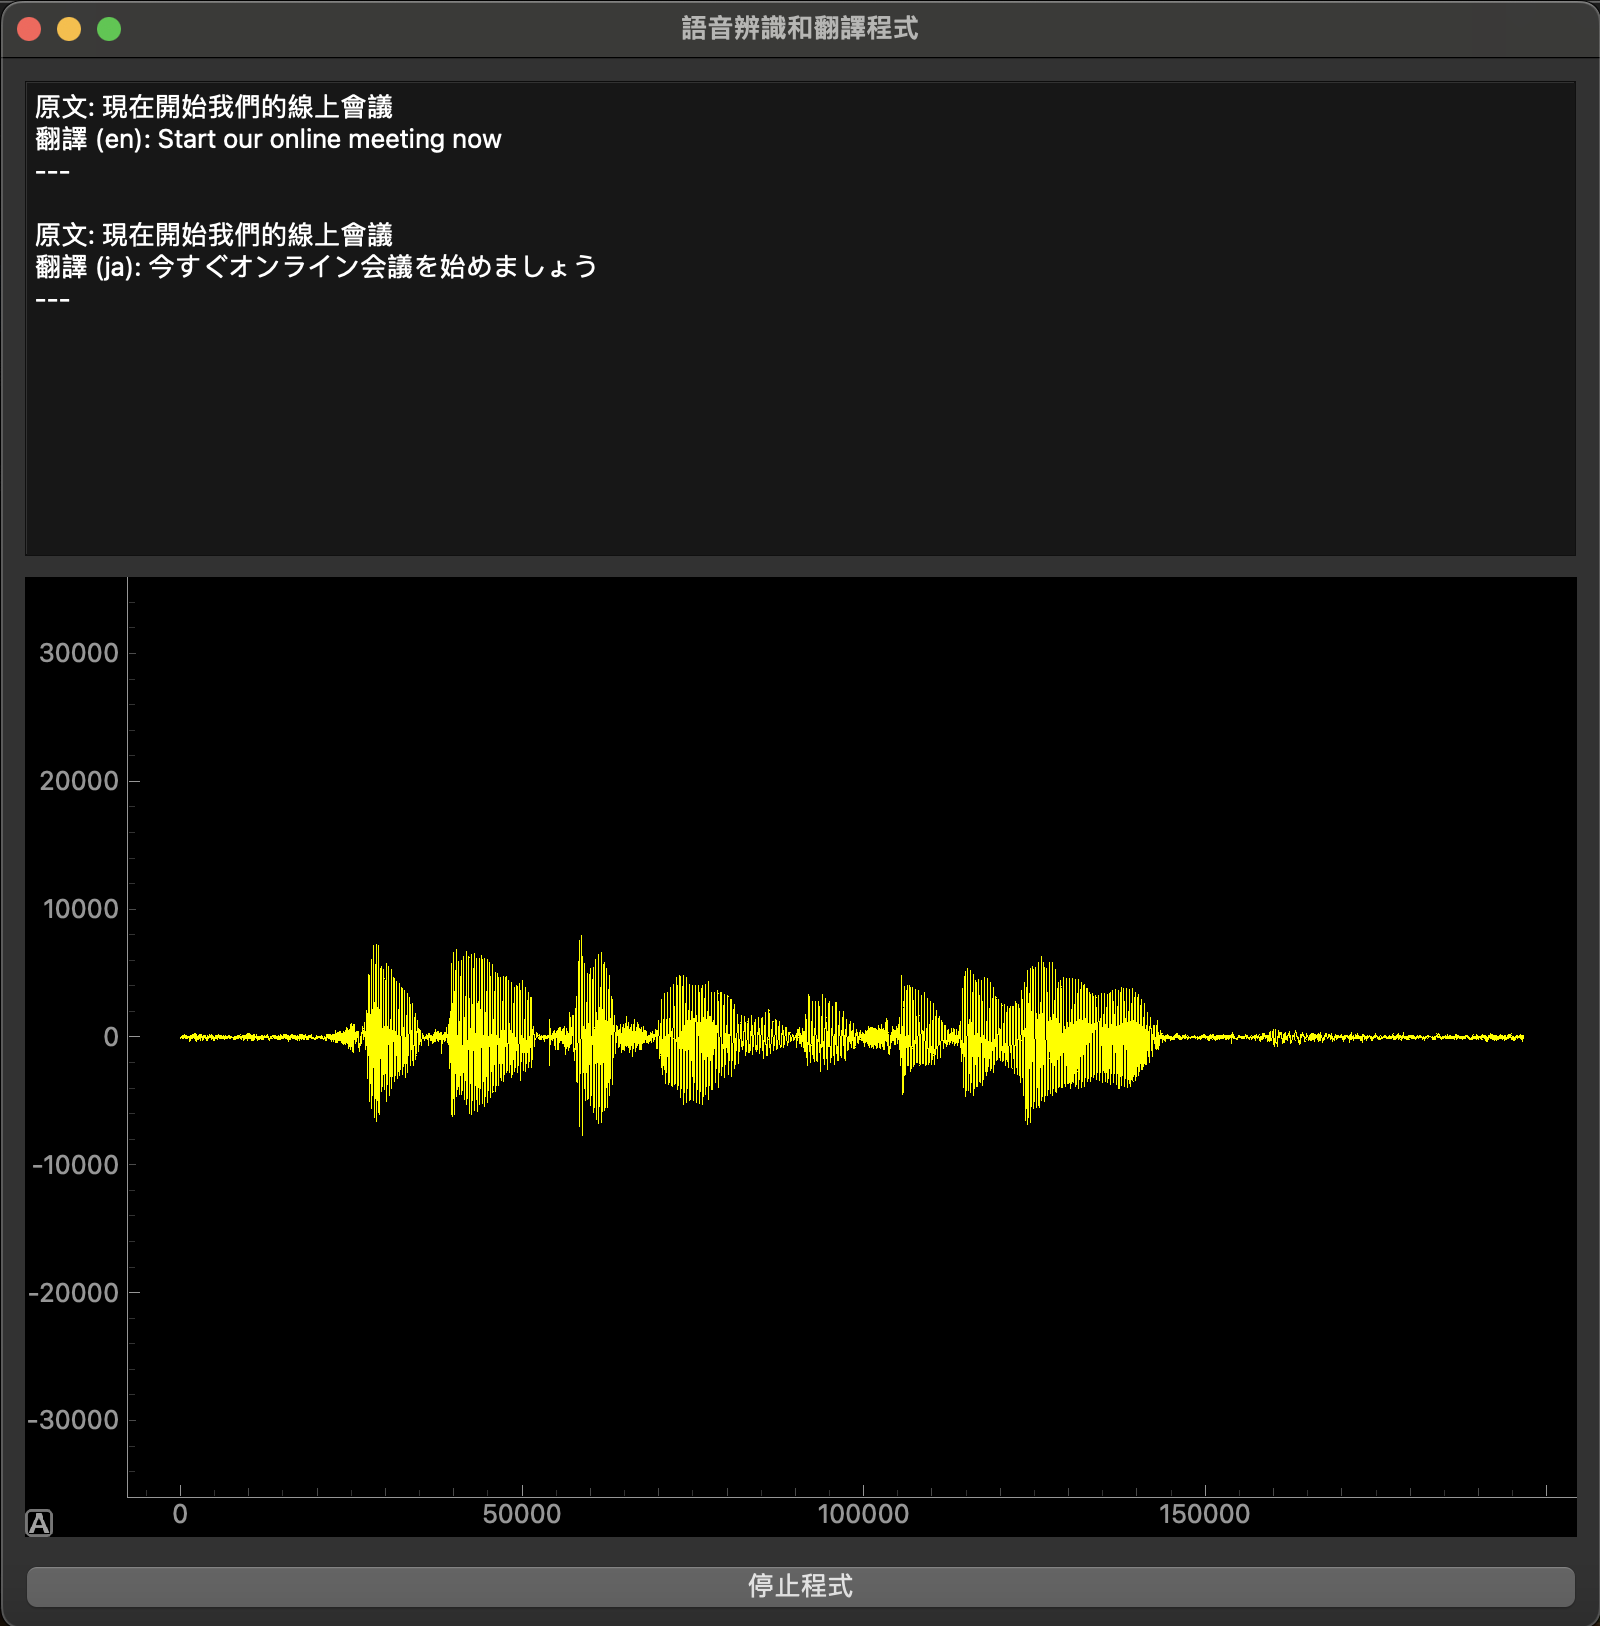 語音辨識和翻譯程式
原文: 現在開始我們的線上會議
翻譯 (en): Start our online meeting now
---
原文: 現在開始我們的線上會議
翻譯 (ja): 今すぐオンライン会議を始めましょう
---
30000
20000
10000
0
-10000
-20000
-30000
0 50000 100000 150000
A
停止程式